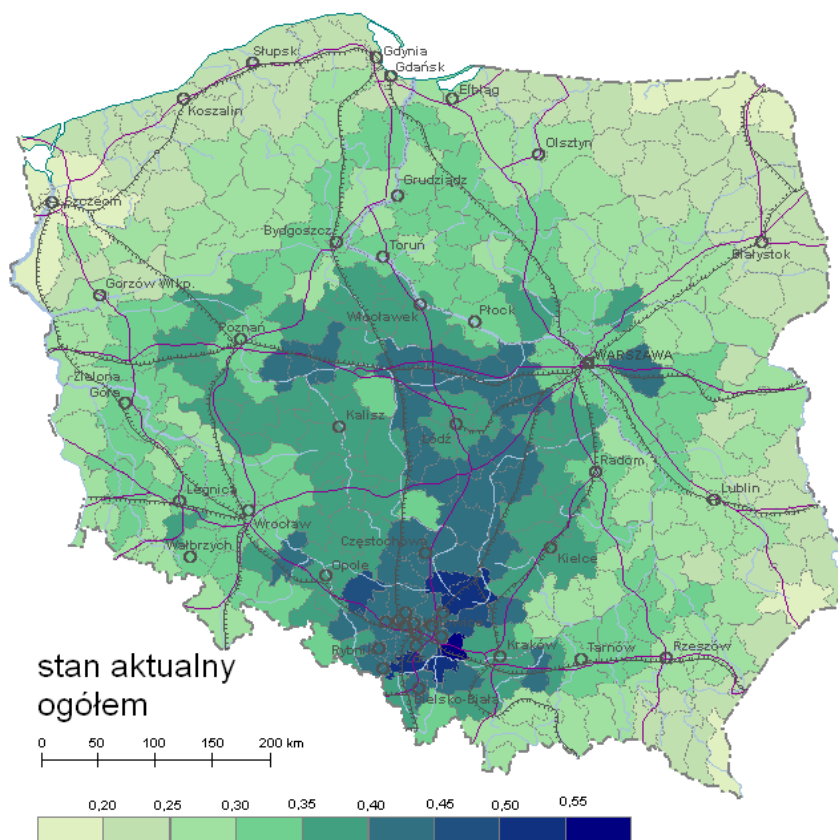 Gdynia
Słupsk
Gdańsk
Elbląg
Koszalin
Olsztyn
Grudziądz
Szczecin
Bydgoszcz
Toruń
Białystok
Gorzów Wlkp.
Włocławek
Płock
Poznań
WARSZAWA
Zielona
Góra
Kalisz
Łódź
Radom
Legnica
Lublin
Wrocław
Częstochowa
Wałbrzych
Kielce
Opole
Rybnik
Kraków
Tarnów
Rzeszów
Bielsko-Biała
stan aktualny
ogółem
0 50 100 150 200 km
0,20 0,25 0,30 0,35 0,40 0,45 0,50 0,55